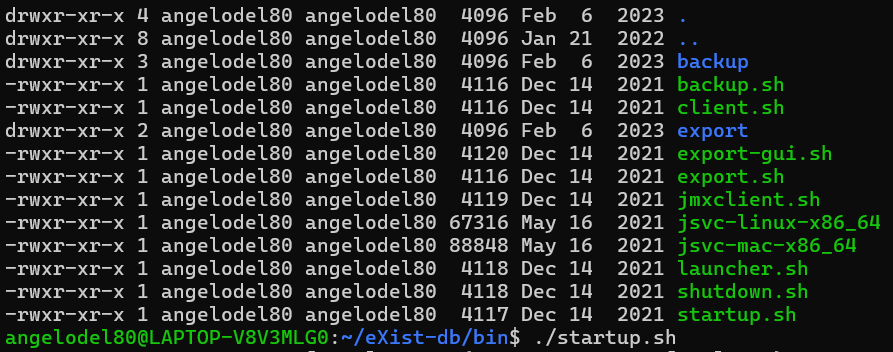 drwxr-xr-x 4 angelodel80 angelodel80  4096 Feb  6  2023 .
drwxr-xr-x 8 angelodel80 angelodel80  4096 Jan 21  2022 ..
drwxr-xr-x 3 angelodel80 angelodel80  4096 Feb  6  2023 backup
-rwxr-xr-x 1 angelodel80 angelodel80  4116 Dec 14  2021 backup.sh
-rwxr-xr-x 1 angelodel80 angelodel80  4116 Dec 14  2021 client.sh
drwxr-xr-x 2 angelodel80 angelodel80  4096 Feb  6  2023 export
-rwxr-xr-x 1 angelodel80 angelodel80  4120 Dec 14  2021 export-gui.sh
-rwxr-xr-x 1 angelodel80 angelodel80  4116 Dec 14  2021 export.sh
-rwxr-xr-x 1 angelodel80 angelodel80  4119 Dec 14  2021 jmxclient.sh
-rwxr-xr-x 1 angelodel80 angelodel80 67316 May 16  2021 jsvc-linux-x86_64
-rwxr-xr-x 1 angelodel80 angelodel80 88848 May 16  2021 jsvc-mac-x86_64
-rwxr-xr-x 1 angelodel80 angelodel80  4118 Dec 14  2021 launcher.sh
-rwxr-xr-x 1 angelodel80 angelodel80  4118 Dec 14  2021 shutdown.sh
-rwxr-xr-x 1 angelodel80 angelodel80  4117 Dec 14  2021 startup.sh
angelodel80@LAPTOP-V8V3MLG0:~/eXist-db/bin$ ./startup.sh